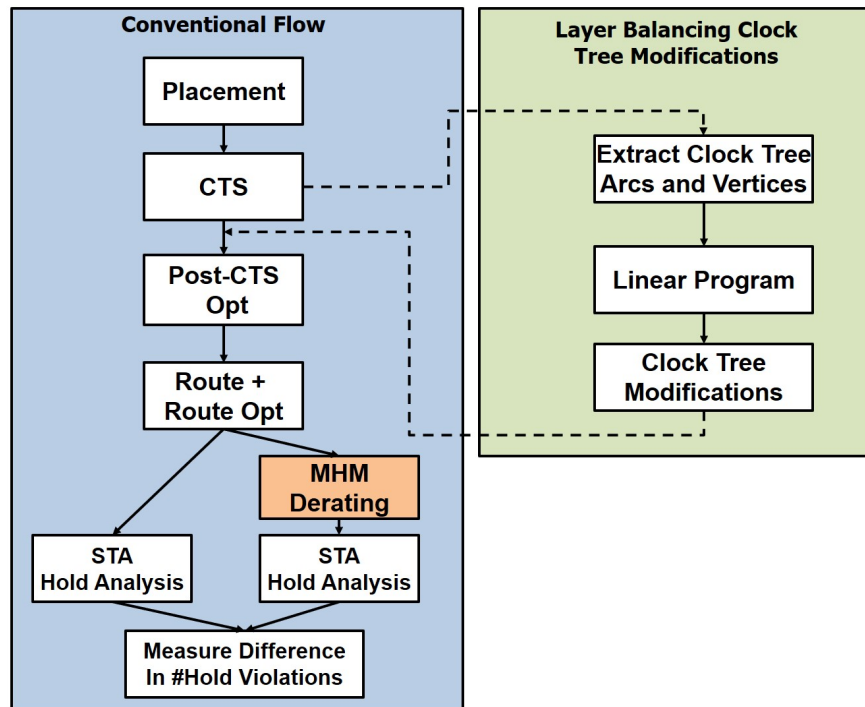 Conventional Flow
Placement
CTS
Post-CTS
Opt
Route +
Route Opt
MHM
Derating
STA
Hold Analysis
STA
Hold Analysis
Measure Difference
In #Hold Violations
Layer Balancing Clock
Tree Modifications
Extract Clock Tree
Arcs and Vertices
Linear Program
Clock Tree
Modifications